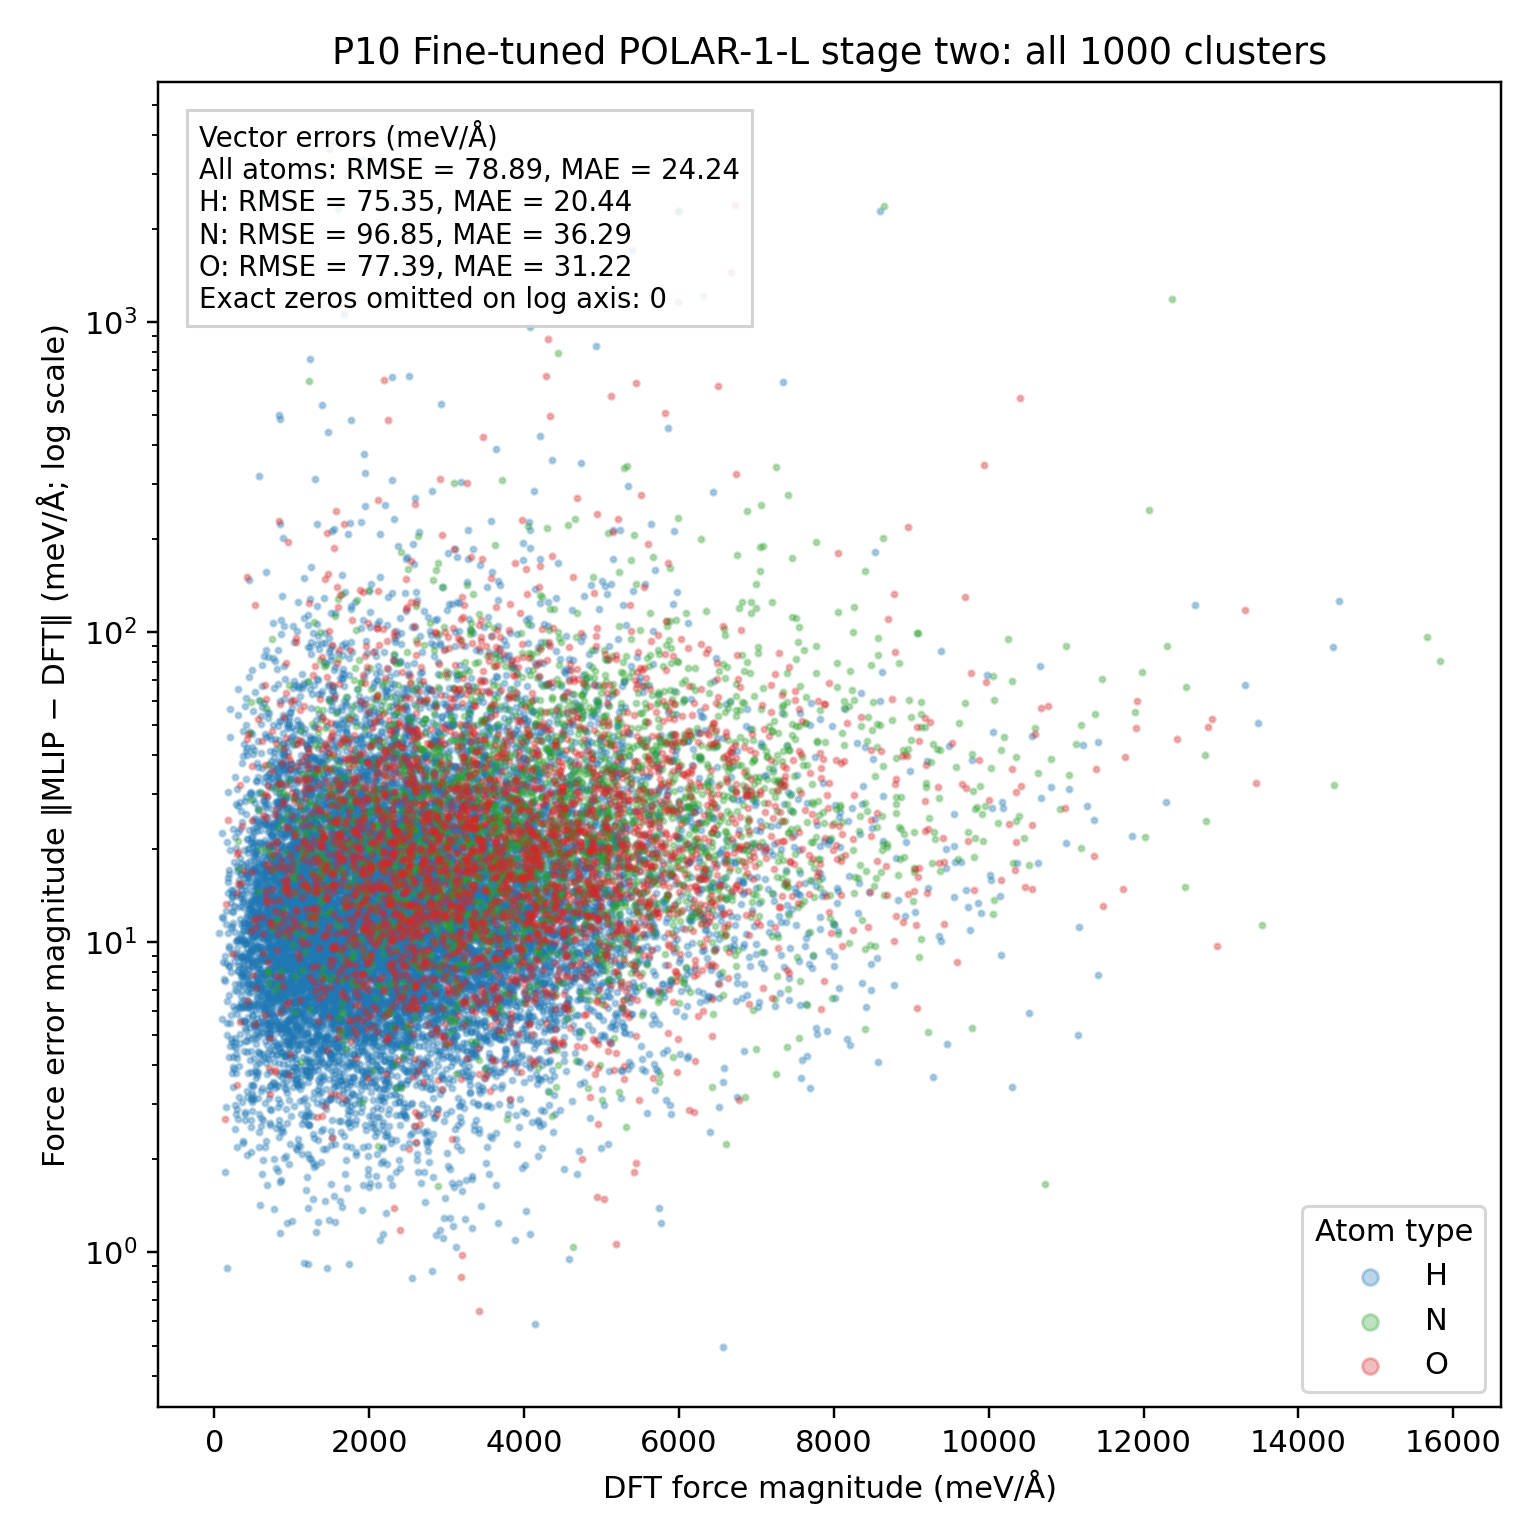 P10 Fine-tuned POLAR-1-L stage two: all 1000 clusters
Vector errors (meV/Å)
All atoms: RMSE = 78.89, MAE = 24.24
H: RMSE = 75.35, MAE = 20.44
N: RMSE = 96.85, MAE = 36.29
O: RMSE = 77.39, MAE = 31.22
Exact zeros omitted on log axis: 0
Force error magnitude ‖MLIP − DFT‖ (meV/Å; log scale)
10³
10²
10¹
10⁰
Atom type
H
N
O
0 2000 4000 6000 8000 10000 12000 14000 16000
DFT force magnitude (meV/Å)